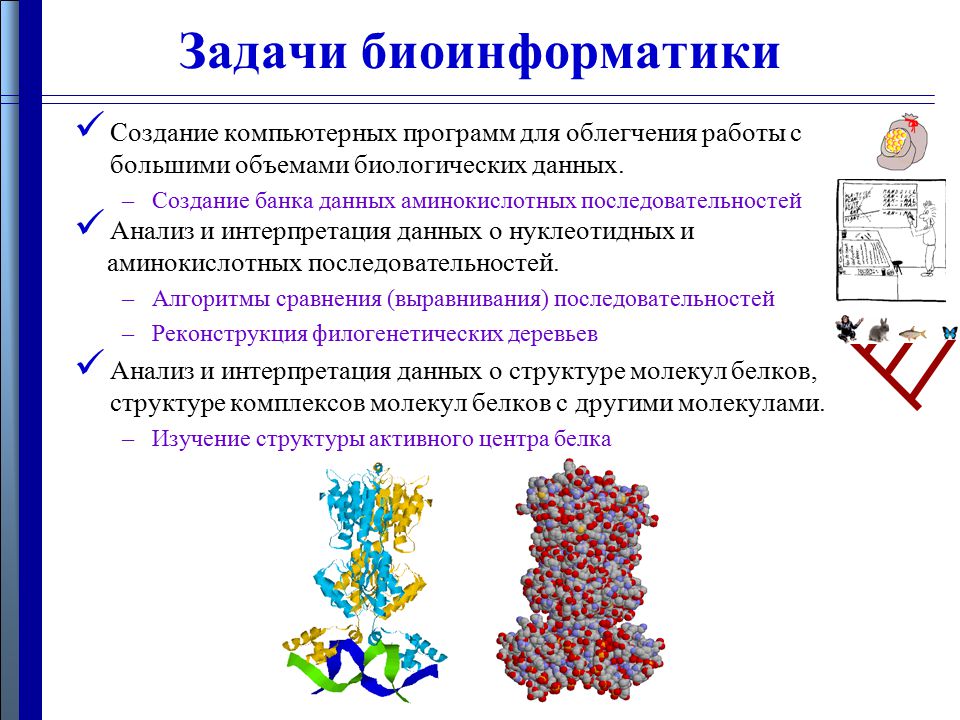 Задачи биоинформатики
✓ Создание компьютерных программ для облегчения работы с
большими объемами биологических данных.
– Создание банка данных аминокислотных последовательностей
✓ Анализ и интерпретация данных о нуклеотидных и
аминокислотных последовательностей.
– Алгоритмы сравнения (выравнивания) последовательностей
– Реконструкция филогенетических деревьев
✓ Анализ и интерпретация данных о структуре молекул белков,
структуре комплексов молекул белков с другими молекулами.
– Изучение структуры активного центра белка